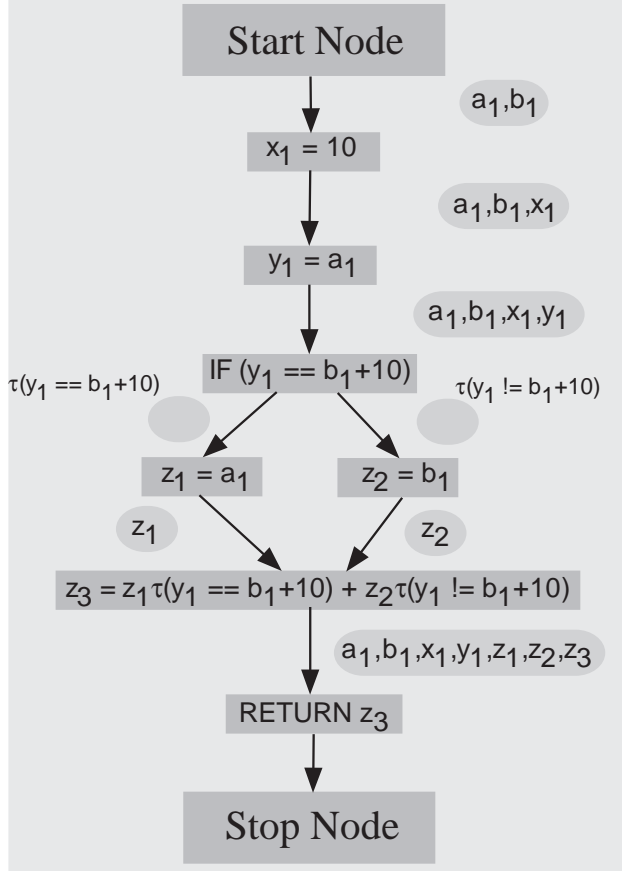 Start Node
a₁,b₁
x₁ = 10
a₁,b₁,x₁
y₁ = a₁
a₁,b₁,x₁,y₁
IF (y₁ == b₁+10)
τ(y₁ == b₁+10)
τ(y₁ != b₁+10)
z₁ = a₁
z₂ = b₁
z₁
z₂
z₃ = z₁τ(y₁ == b₁+10) + z₂τ(y₁ != b₁+10)
a₁,b₁,x₁,y₁,z₁,z₂,z₃
RETURN z₃
Stop Node